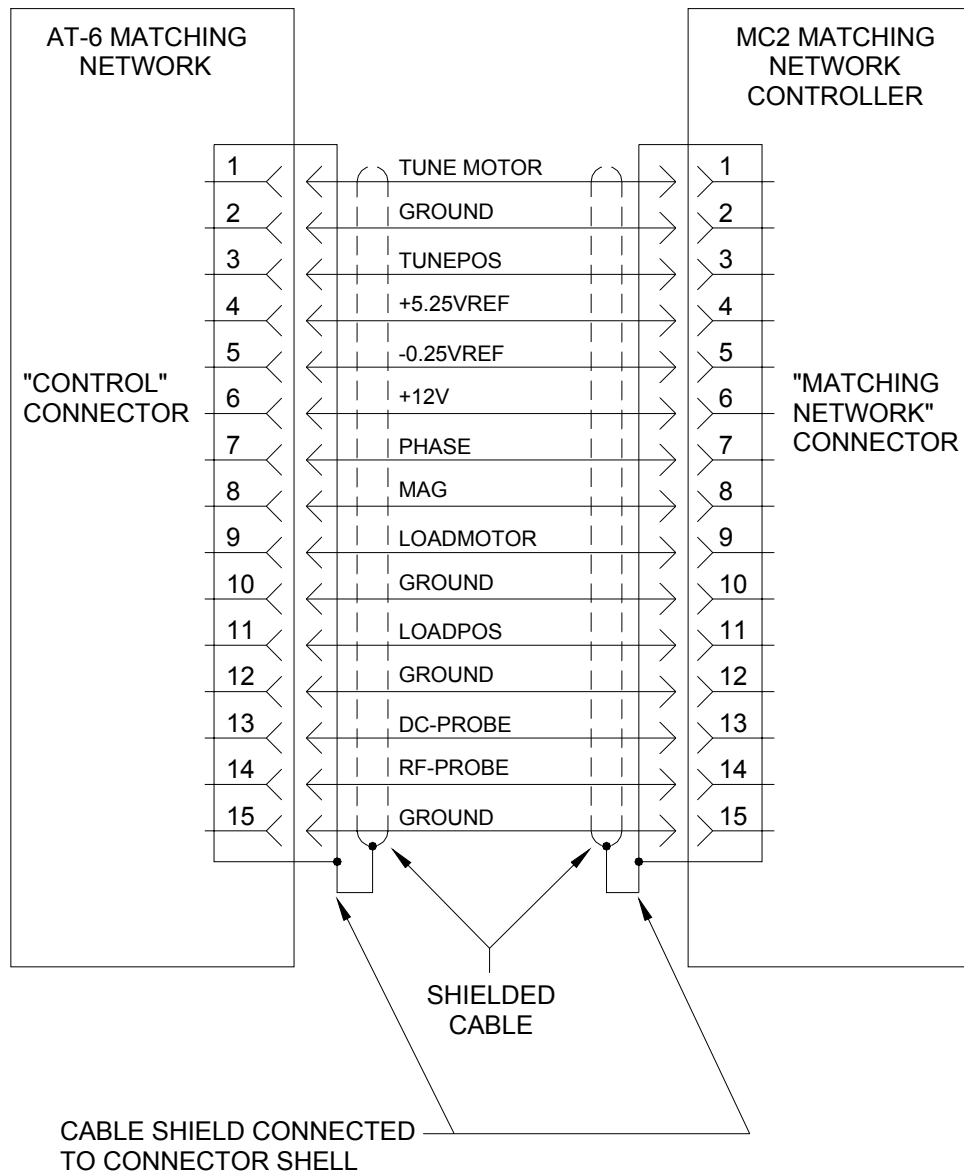 AT-6 MATCHING
NETWORK
MC2 MATCHING
NETWORK
CONTROLLER
1 TUNE MOTOR 1
2 GROUND 2
3 TUNEPOS 3
4 +5.25VREF 4
5 -0.25VREF 5
"CONTROL"
CONNECTOR
6 +12V 6
"MATCHING
NETWORK"
CONNECTOR
7 PHASE 7
8 MAG 8
9 LOADMOTOR 9
10 GROUND 10
11 LOADPOS 11
12 GROUND 12
13 DC-PROBE 13
14 RF-PROBE 14
15 GROUND 15
SHIELDED
CABLE
CABLE SHIELD CONNECTED
TO CONNECTOR SHELL